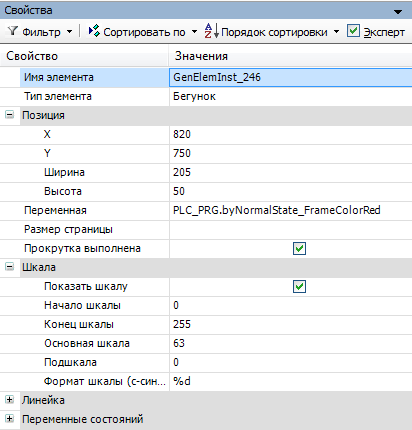 Свойства
Фильтр Сортировать по Порядок сортировки Эксперт
Свойство Значения
Имя элемента GenElemInst_246
Тип элемента Бегунок
Позиция
X 820
Y 750
Ширина 205
Высота 50
Переменная PLC_PRG.byNormalState_FrameColorRed
Размер страницы
Прокрутка выполнена
Шкала
Показать шкалу
Начало шкалы 0
Конец шкалы 255
Основная шкала 63
Подшкала 0
Формат шкалы (с-син... %d
Линейка
Переменные состояний